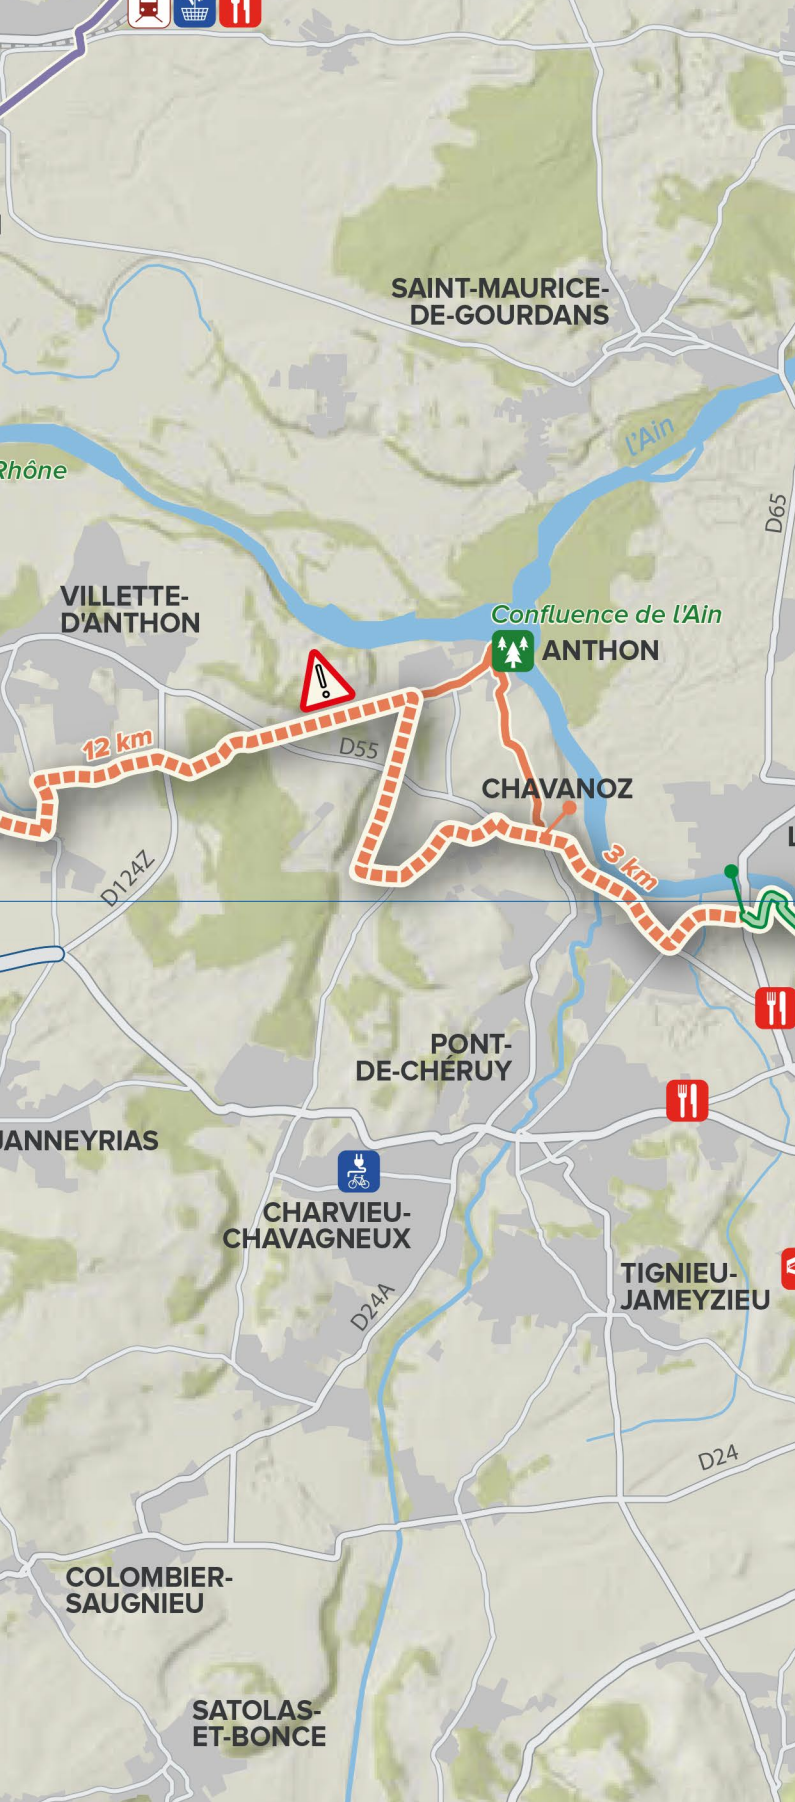 SAINT-MAURICE-
DE-GOURDANS
l'Ain
Rhône
D65
VILLETTE-
D'ANTHON
Confluence de l'Ain
ANTHON
12 km
D55
CHAVANOZ
3 km
D124Z
PONT-
DE-CHÉRUY
JANNEYRIAS
CHARVIEU-
CHAVAGNEUX
TIGNIEU-
JAMEYZIEU
D24A
D24
COLOMBIER-
SAUGNIEU
SATOLAS-
ET-BONCE